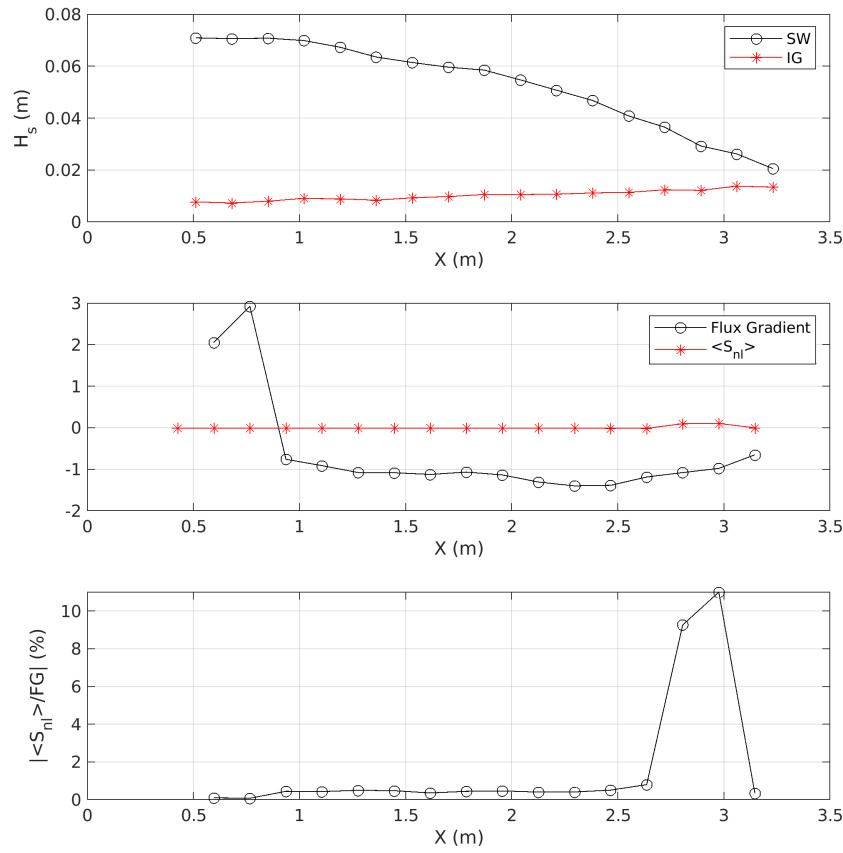 0.08
0.06
0.04
0.02
0
H_s (m)
SW
IG
0 0.5 1 1.5 2 2.5 3 3.5
X (m)
3
2
1
0
-1
-2
Flux Gradient
<S_nl>
0 0.5 1 1.5 2 2.5 3 3.5
X (m)
10
8
6
4
2
0
|<S_nl>/FG| (%)
0 0.5 1 1.5 2 2.5 3 3.5
X (m)